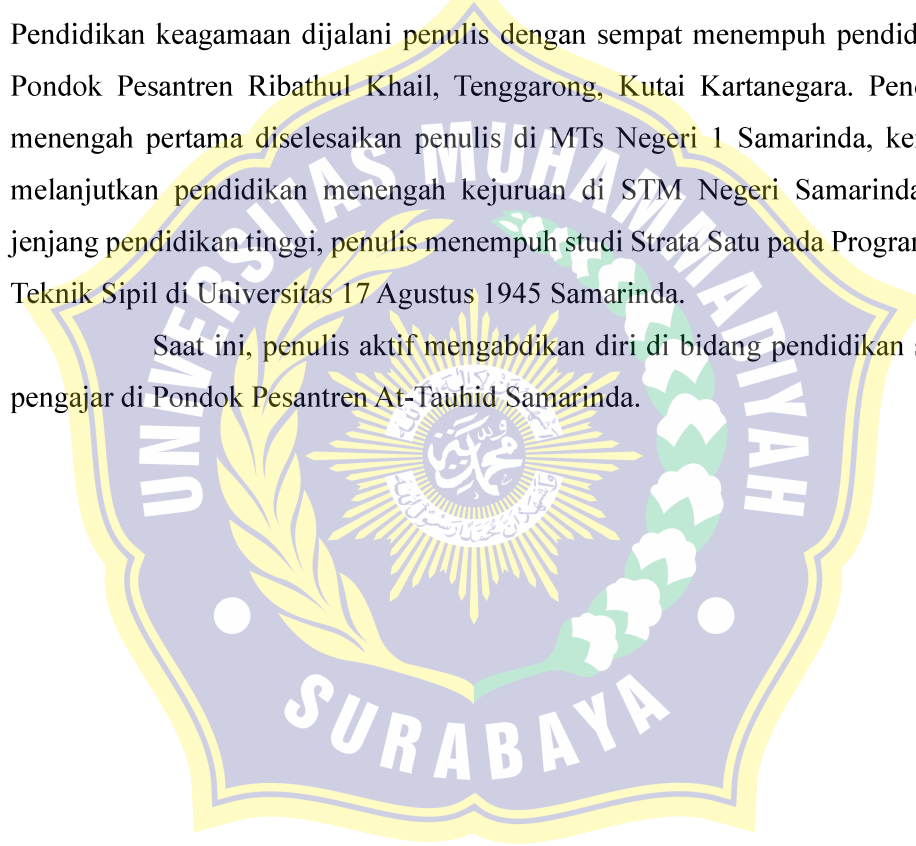 Pendidikan keagamaan dijalani penulis dengan sempat menempuh pendid
Pondok Pesantren Ribathul Khail, Tenggarong, Kutai Kartanegara. Pen
menengah pertama diselesaikan penulis di MTs Negeri 1 Samarinda, ke
melanjutkan pendidikan menengah kejuruan di STM Negeri Samarinda
jenjang pendidikan tinggi, penulis menempuh studi Strata Satu pada Program
Teknik Sipil di Universitas 17 Agustus 1945 Samarinda.
Saat ini, penulis aktif mengabdikan diri di bidang pendidikan s
pengajar di Pondok Pesantren At-Tauhid Samarinda.
UNIVERSITAS MUHAMMADIYAH
محمدية
SURABAYA